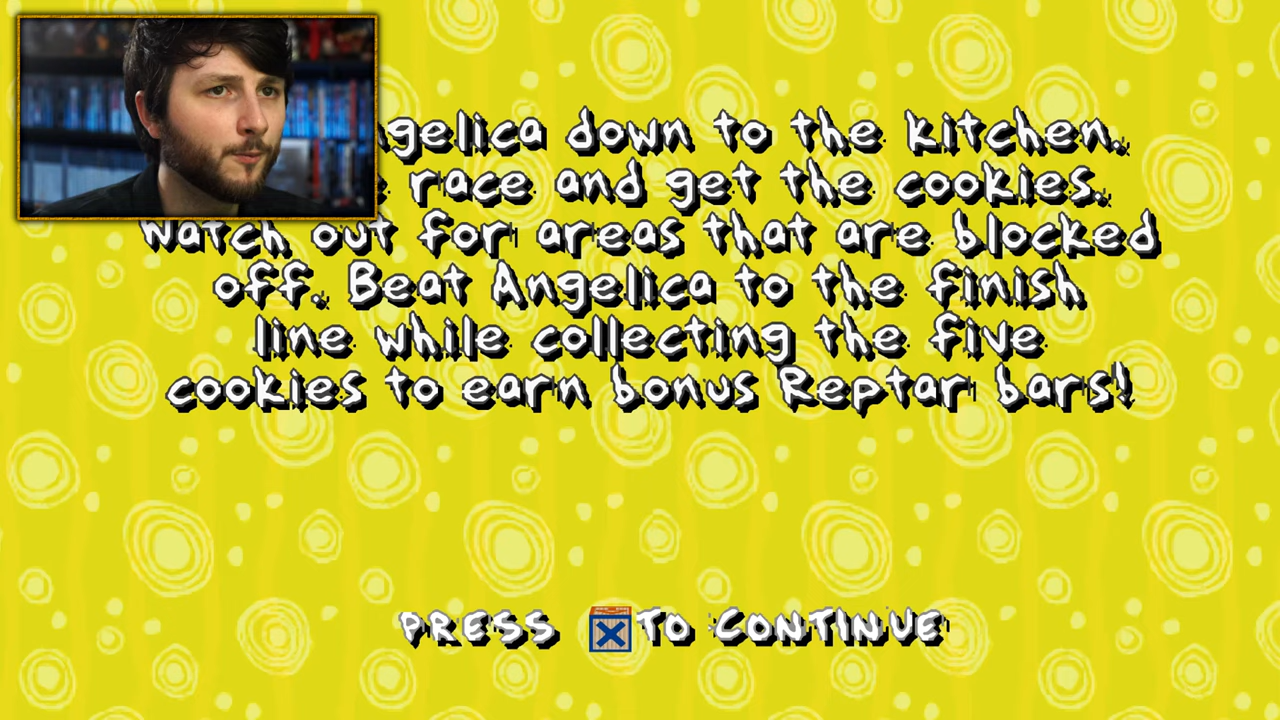 ngelica down to the kitchen.
race and get the cookies.
Watch out for areas that are blocked
off. Beat Angelica to the finish
line while collecting the five
cookies to earn bonus Reptar bars!
PRESS X TO CONTINUE